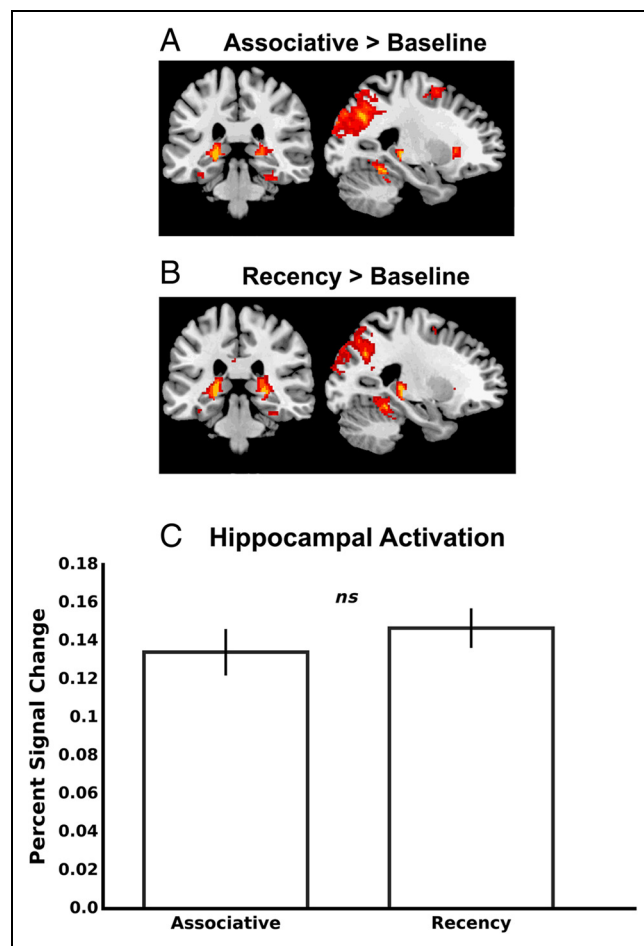 A Associative > Baseline
B Recency > Baseline
C Hippocampal Activation
0.18
0.16
0.14
0.12
0.1
0.08
0.06
0.04
0.02
0.0
Percent Signal Change
ns
Associative Recency